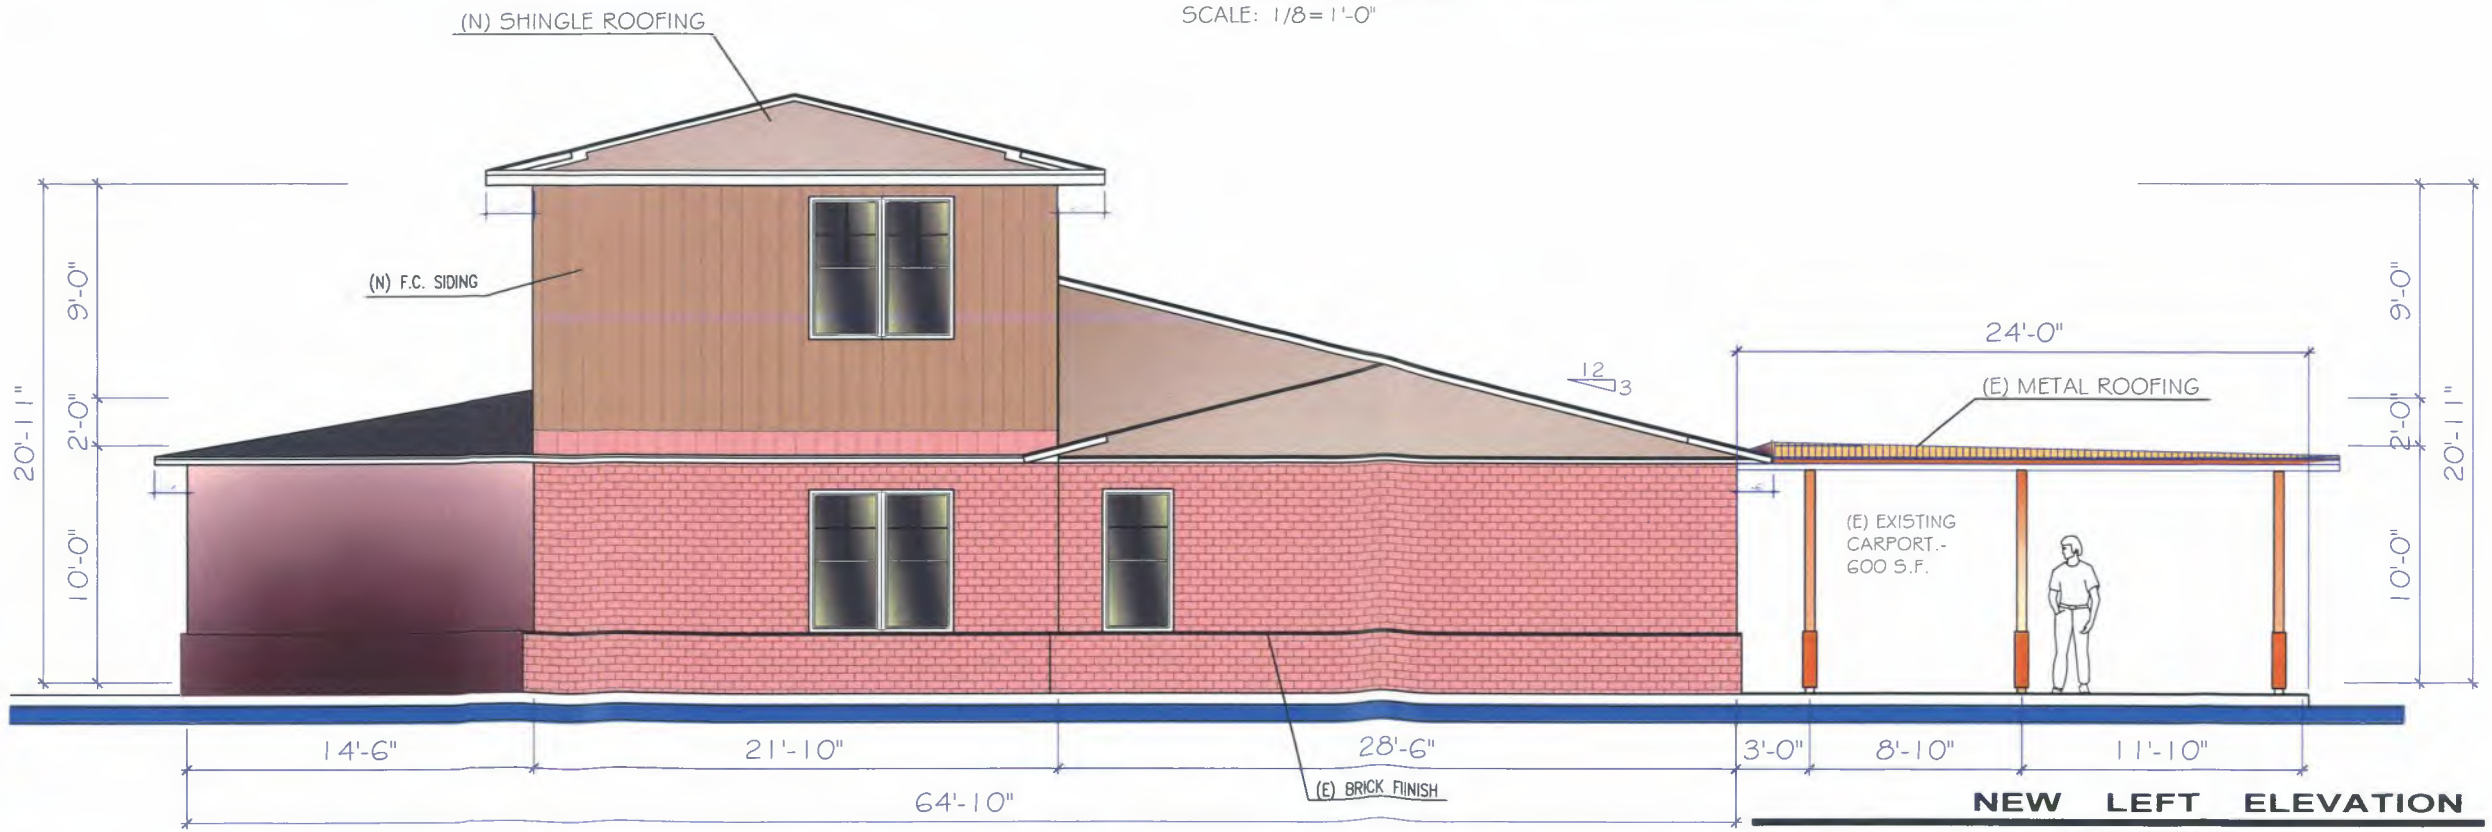 SCALE: 1/8=1'-0"
(N) SHINGLE ROOFING
(N) F.C. SIDING
9'-0"
2'-0"
10'-0"
20'-11"
12
3
24'-0"
(E) METAL ROOFING
(E) EXISTING
CARPORT.-
600 S.F.
9'-0"
2'-0"
10'-0"
20'-11"
14'-6"
21'-10"
28'-6"
3'-0"
8'-10"
11'-10"
64'-10"
(E) BRICK FIINISH
NEW LEFT ELEVATION